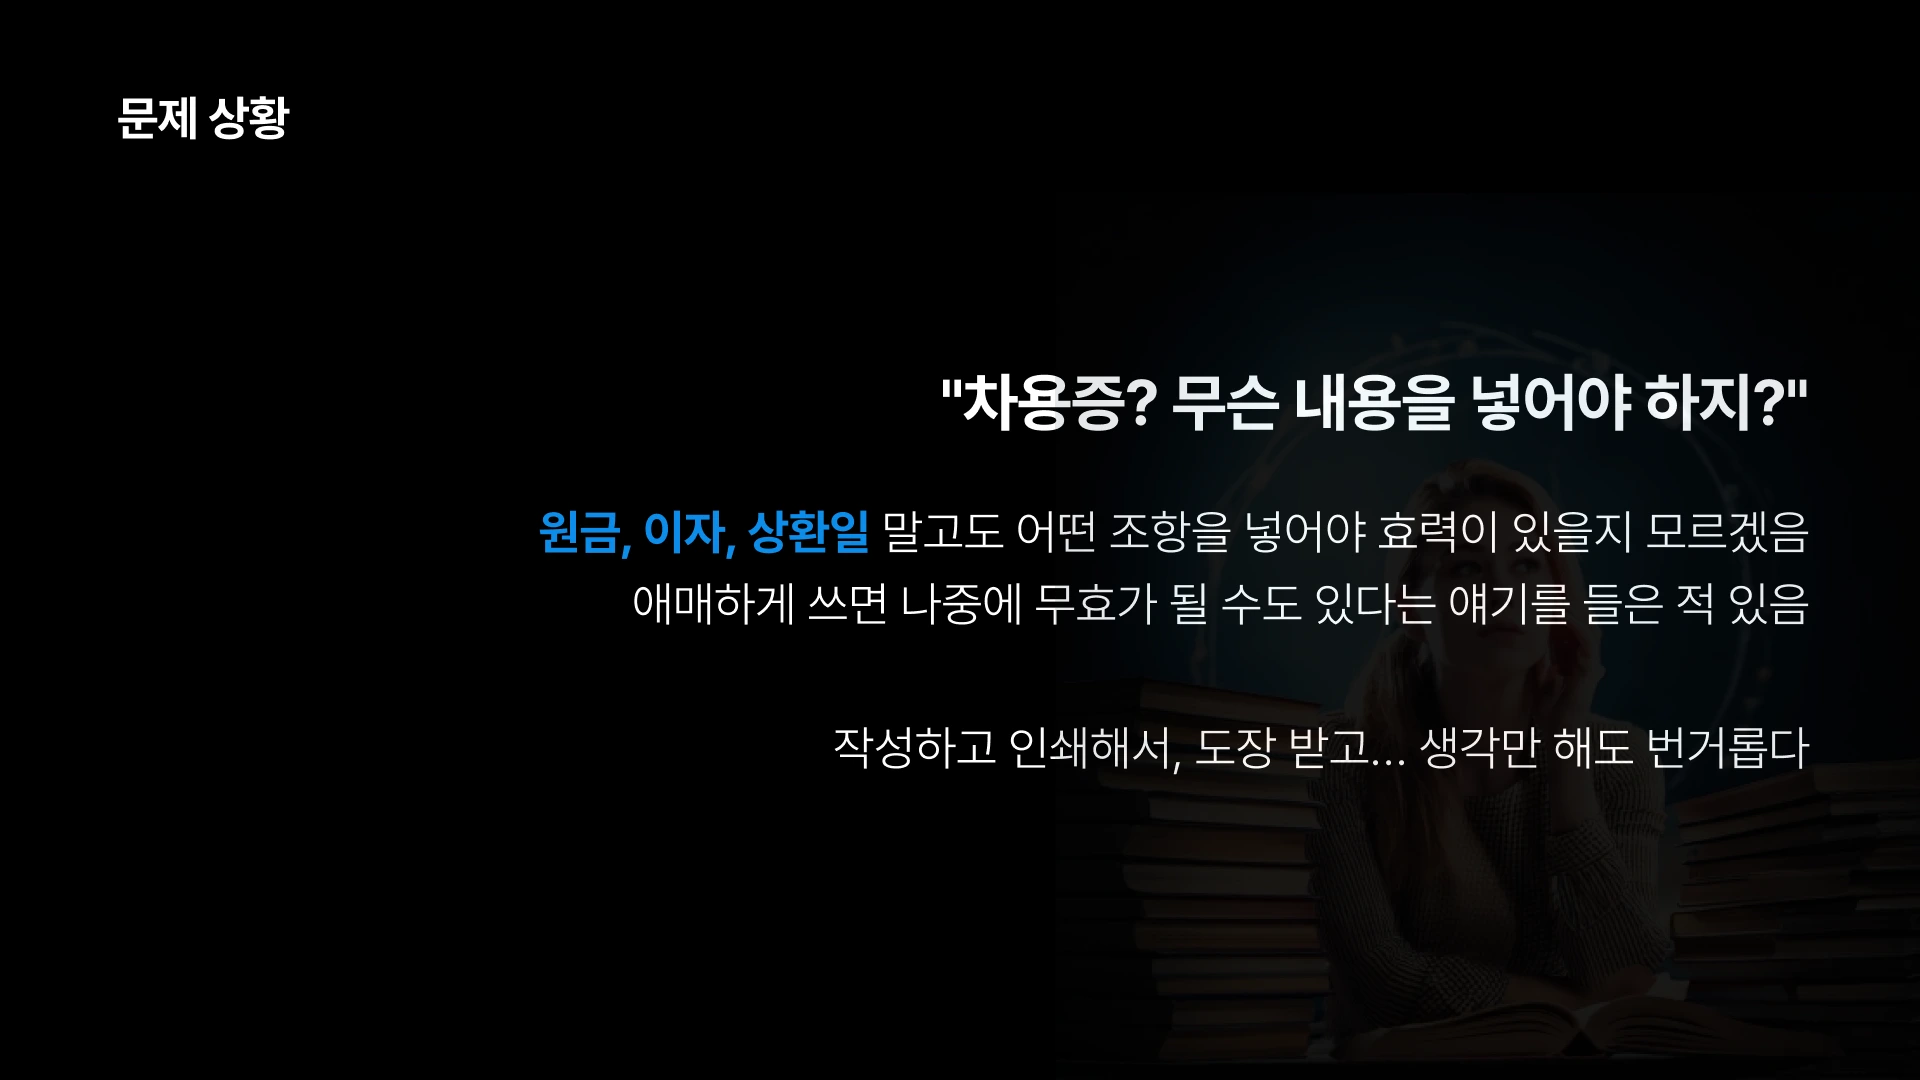 문제 상황
"차용증? 무슨 내용을 넣어야 하지?"
원금, 이자, 상환일 말고도 어떤 조항을 넣어야 효력이 있을지 모르겠음
애매하게 쓰면 나중에 무효가 될 수도 있다는 얘기를 들은 적 있음
작성하고 인쇄해서, 도장 받고... 생각만 해도 번거롭다